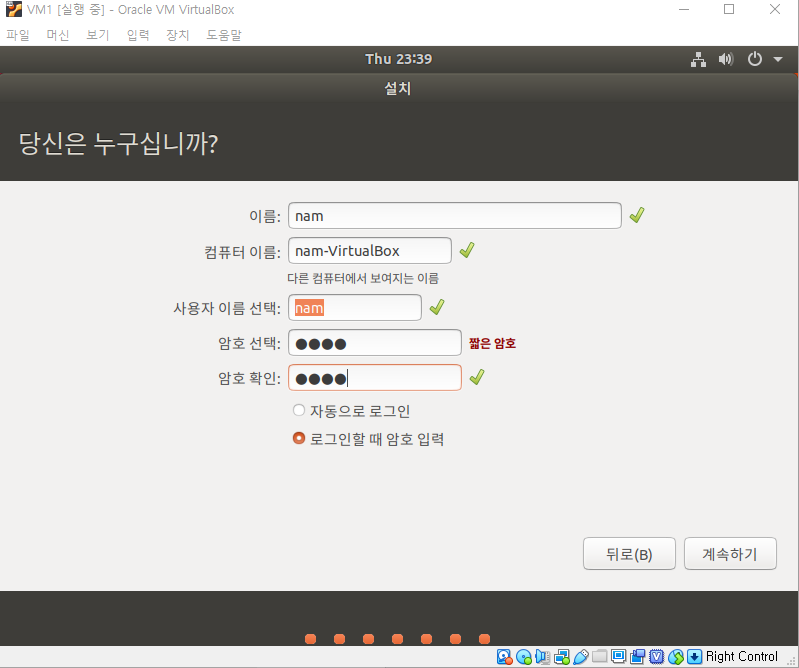 VM1 [실행 중] - Oracle VM VirtualBox
파일 머신 보기 입력 장치 도움말
Thu 23:39
설치
당신은 누구십니까?
이름: nam
컴퓨터 이름: nam-VirtualBox
다른 컴퓨터에서 보여지는 이름
사용자 이름 선택: nam
암호 선택: ●●●● 짧은 암호
암호 확인: ●●●●
자동으로 로그인
로그인할 때 암호 입력
뒤로(B) 계속하기
Right Control